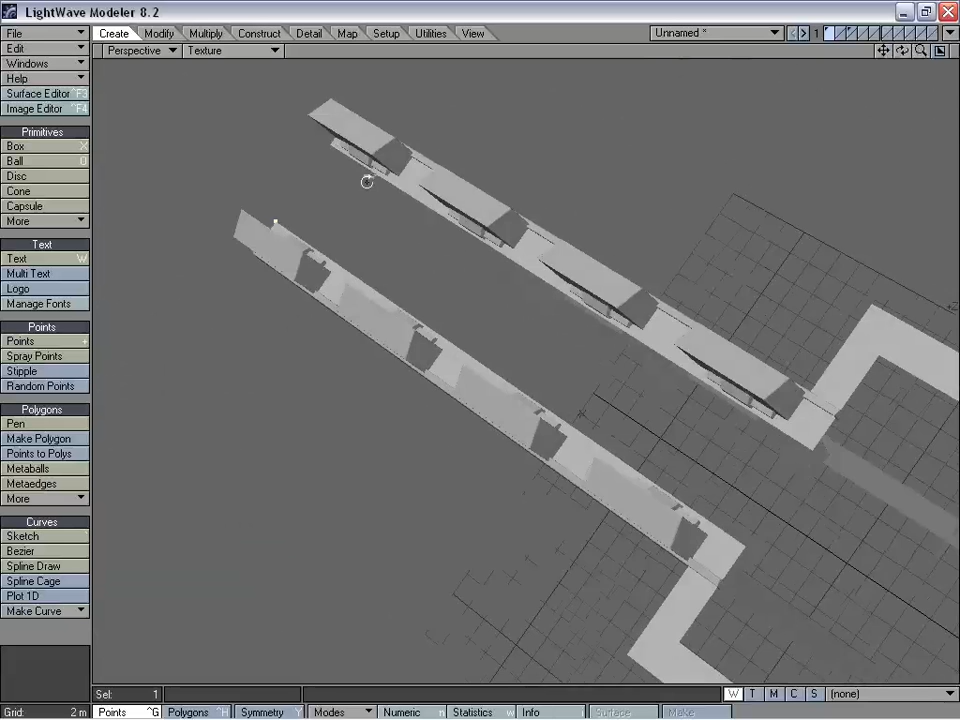 LightWave Modeler 8.2
File
Edit
Windows
Help
Surface Editor ^F3
Image Editor ^F4
Create Modify Multiply Construct Detail Map Setup Utilities View
Unnamed * 1
Perspective Texture
Primitives
Box X
Ball O
Disc
Cone
Capsule
More
Text
Text W
Multi Text
Logo
Manage Fonts
Points
Points +
Spray Points
Stipple
Random Points
Polygons
Pen
Make Polygon
Points to Polys
Metaballs
Metaedges
More
Curves
Sketch
Bezier
Spline Draw
Spline Cage
Plot 1D
Make Curve
Sel: 1 W T M C S (none)
Grid: 2 m Points ^G Polygons ^H Symmetry Y Modes Numeric n Statistics w Info i Surface Make